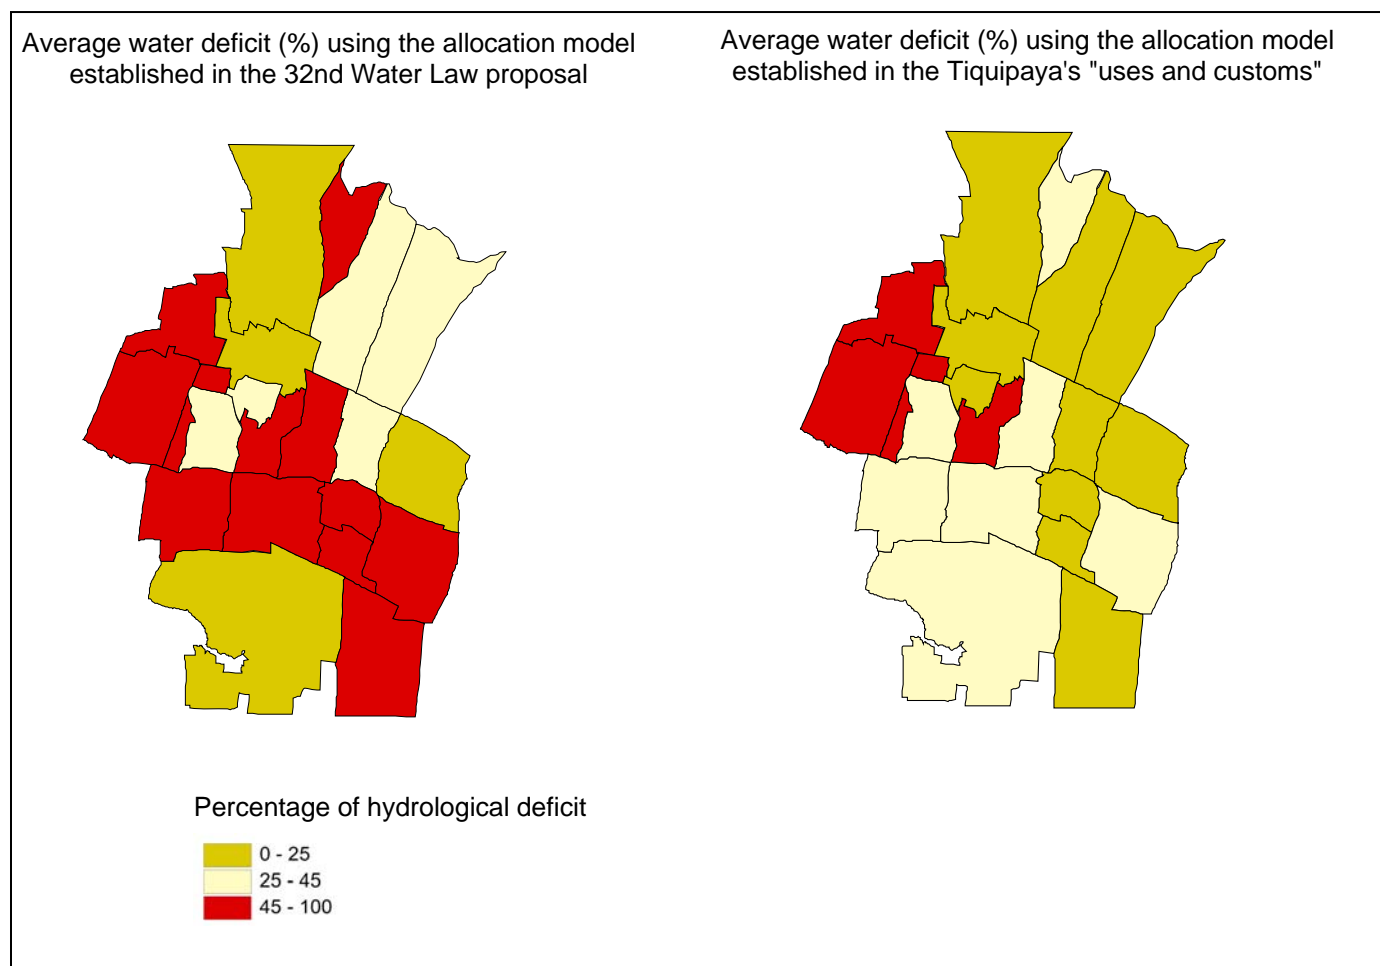 Average water deficit (%) using the allocation model
established in the 32nd Water Law proposal
Average water deficit (%) using the allocation model
established in the Tiquipaya's "uses and customs"
Percentage of hydrological deficit
0 - 25
25 - 45
45 - 100